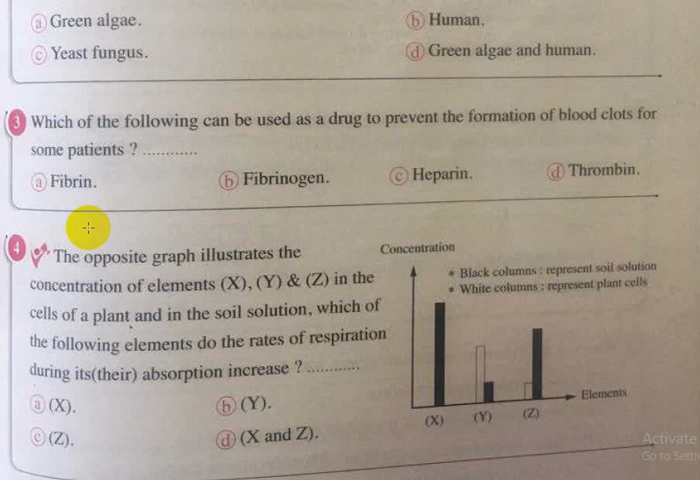 a Green algae.
b Human.
c Yeast fungus.
d Green algae and human.
3 Which of the following can be used as a drug to prevent the formation of blood clots for
some patients ? ............
a Fibrin.
b Fibrinogen.
c Heparin.
d Thrombin.
4 The opposite graph illustrates the
concentration of elements (X), (Y) & (Z) in the
cells of a plant and in the soil solution, which of
the following elements do the rates of respiration
during its(their) absorption increase ? ............
a (X).
b (Y).
c (Z).
d (X and Z).
Concentration
* Black columns : represent soil solution
* White columns : represent plant cells
Elements
(X)
(Y)
(Z)
Activate
Go to Setti